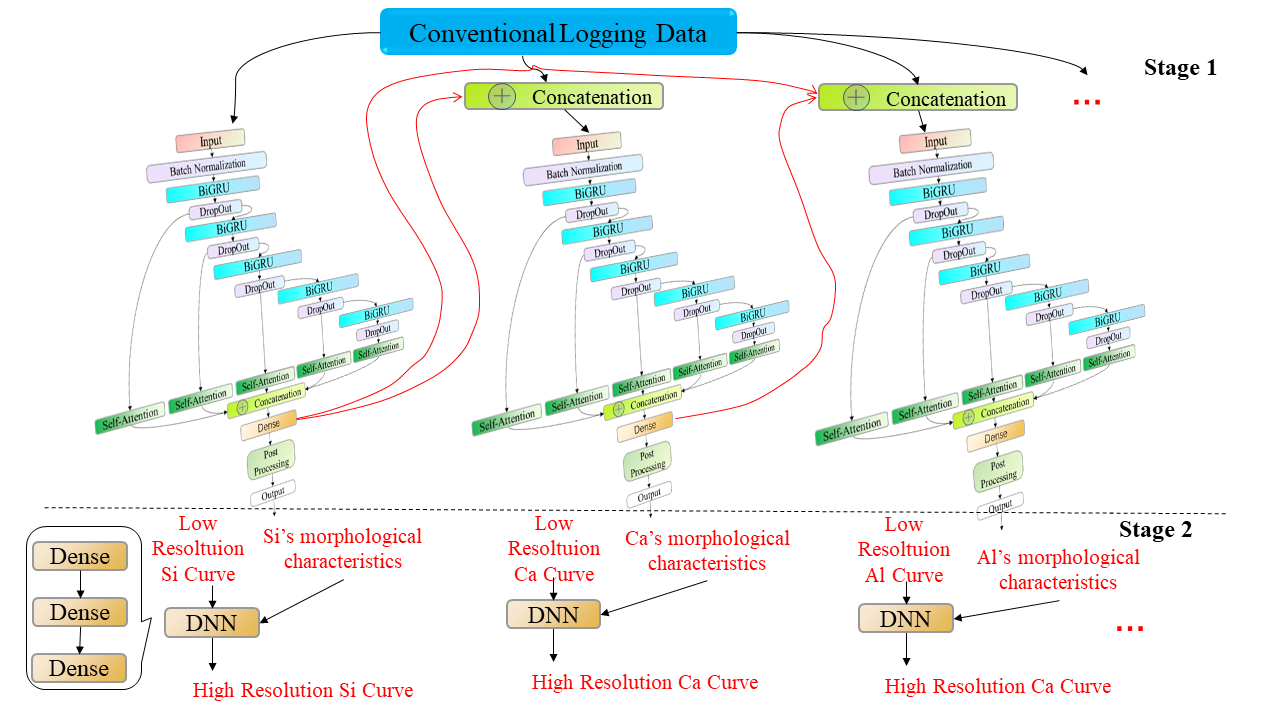 Conventional Logging Data
Stage 1
Concatenation
Concatenation
...
Input
Batch Normalization
BiGRU
DropOut
BiGRU
DropOut
BiGRU
DropOut
BiGRU
DropOut
BiGRU
DropOut
Self-Attention
Self-Attention
Self-Attention
Self-Attention
Self-Attention
Concatenation
Dense
Post
Processing
Output
Input
Batch Normalization
BiGRU
DropOut
BiGRU
DropOut
BiGRU
DropOut
BiGRU
DropOut
BiGRU
DropOut
Self-Attention
Self-Attention
Self-Attention
Self-Attention
Self-Attention
Concatenation
Dense
Post
Processing
Output
Input
Batch Normalization
BiGRU
DropOut
BiGRU
DropOut
BiGRU
DropOut
BiGRU
DropOut
BiGRU
DropOut
Self-Attention
Self-Attention
Self-Attention
Self-Attention
Self-Attention
Concatenation
Dense
Post
Processing
Output
Stage 2
Dense
Dense
Dense
Low
Resoltuion
Si Curve
Si's morphological
characteristics
DNN
High Resolution Si Curve
Low
Resoltuion
Ca Curve
Ca's morphological
characteristics
DNN
High Resolution Ca Curve
Low
Resoltuion
Al Curve
Al's morphological
characteristics
DNN
High Resolution Ca Curve
...